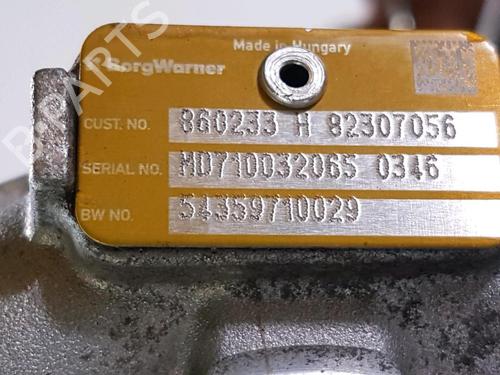 Made in Hungary
BorgWarner
CUST. NO. 860233 H 82307056
SERIAL NO. MD710032065 0346
BW NO. 54359710029
B-PARTS